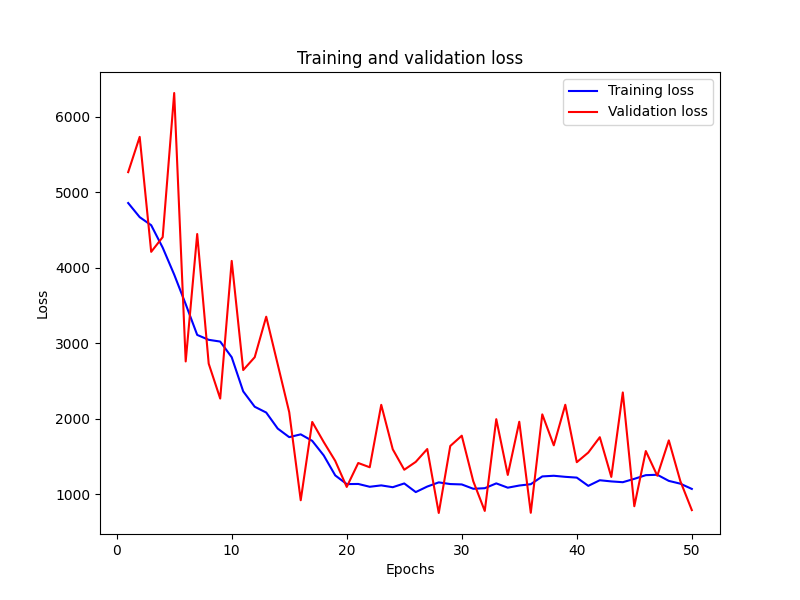 Training and validation loss
Training loss
Validation loss
6000
5000
4000
3000
2000
1000
Loss
0 10 20 30 40 50
Epochs